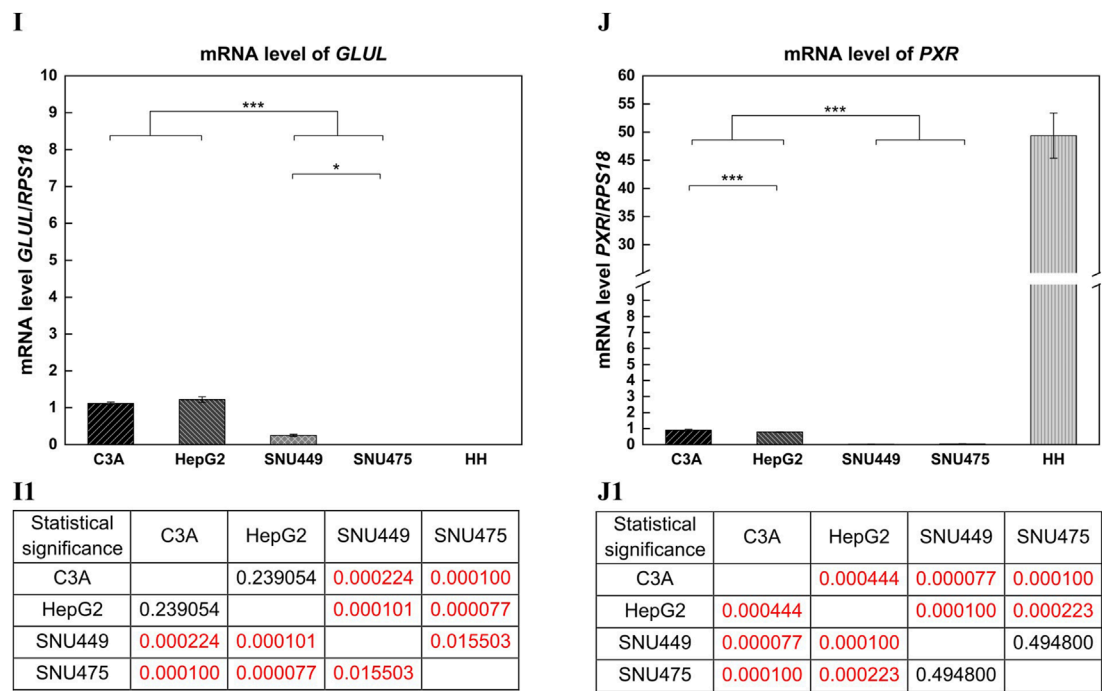 I
mRNA level of GLUL
mRNA level GLUL/RPS18
10
9
8
7
6
5
4
3
2
1
0
***
*
C3A HepG2 SNU449 SNU475 HH
J
mRNA level of PXR
mRNA level PXR/RPS18
60
55
50
45
40
35
30
9
8
7
6
5
4
3
2
1
0
***
***
C3A HepG2 SNU449 SNU475 HH
I1
Statistical significance C3A HepG2 SNU449 SNU475
C3A 0.239054 0.000224 0.000100
HepG2 0.239054 0.000101 0.000077
SNU449 0.000224 0.000101 0.015503
SNU475 0.000100 0.000077 0.015503
J1
Statistical significance C3A HepG2 SNU449 SNU475
C3A 0.000444 0.000077 0.000100
HepG2 0.000444 0.000100 0.000223
SNU449 0.000077 0.000100 0.494800
SNU475 0.000100 0.000223 0.494800